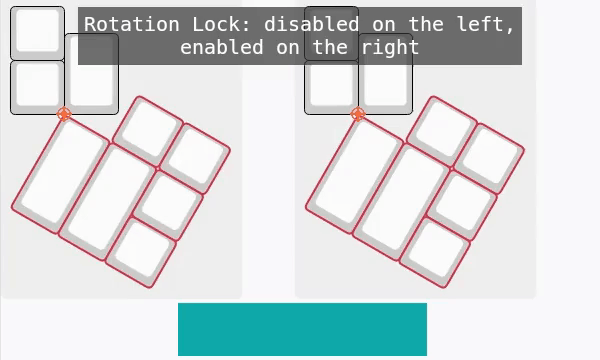 Rotation Lock: disabled on the left,
enabled on the right